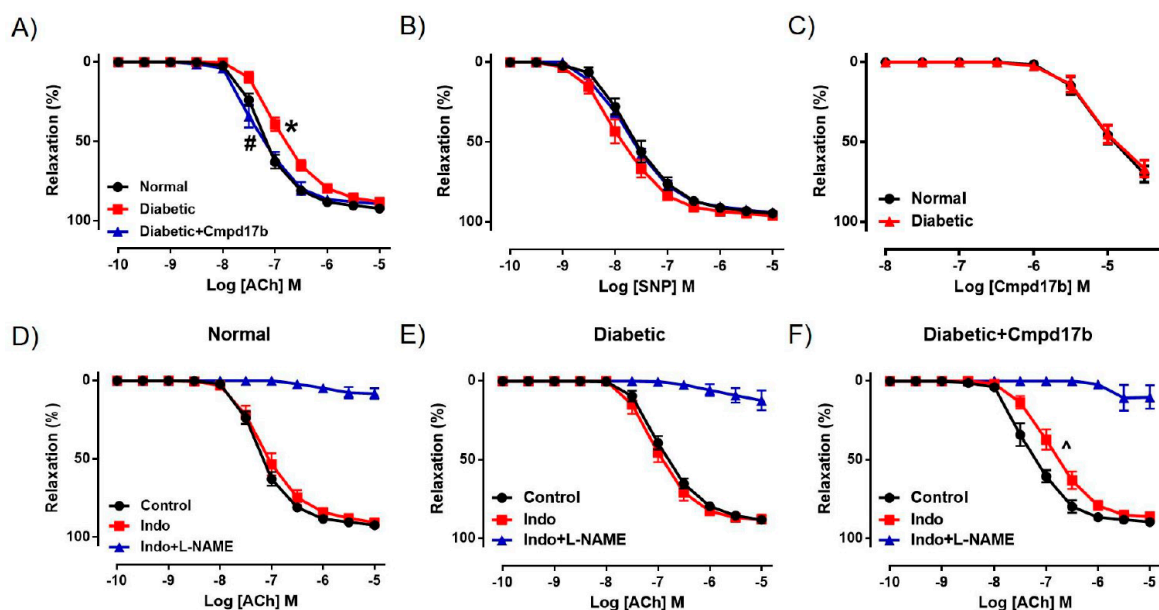 A)
0
50
100
Relaxation (%)
*
#
Normal
Diabetic
Diabetic+Cmpd17b
-10 -9 -8 -7 -6 -5
Log [ACh] M
B)
0
50
100
Relaxation (%)
-10 -9 -8 -7 -6 -5
Log [SNP] M
C)
0
50
100
Relaxation (%)
Normal
Diabetic
-8 -7 -6 -5
Log [Cmpd17b] M
D)
Normal
0
50
100
Relaxation (%)
Control
Indo
Indo+L-NAME
-10 -9 -8 -7 -6 -5
Log [ACh] M
E)
Diabetic
0
50
100
Relaxation (%)
Control
Indo
Indo+L-NAME
-10 -9 -8 -7 -6 -5
Log [ACh] M
F)
Diabetic+Cmpd17b
0
50
100
Relaxation (%)
^
Control
Indo
Indo+L-NAME
-10 -9 -8 -7 -6 -5
Log [ACh] M